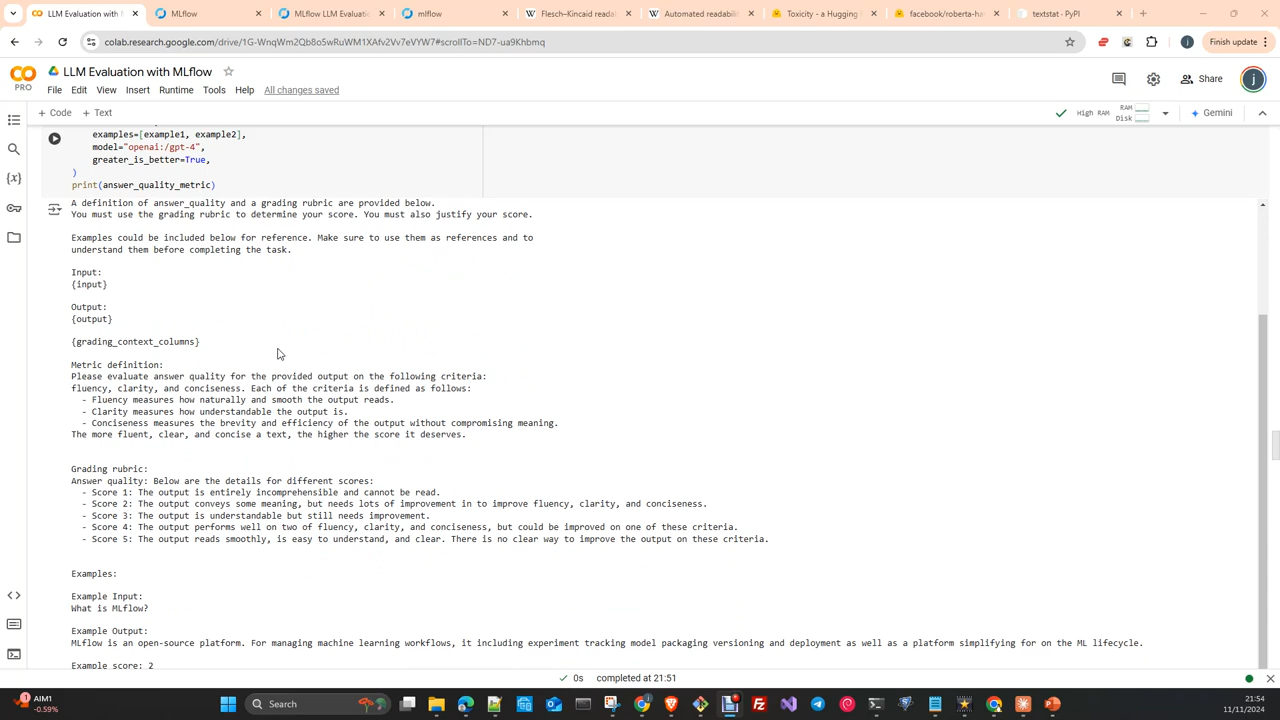 LLM Evaluation with MLflow
MLflow
MLflow LLM Evaluati
mlflow
Flesch–Kincaid readal
Automated readability
Toxicity - a Hugging F
facebook/roberta-ha
textstat · PyPI
colab.research.google.com/drive/1G-WnqWm2Qb8o5wRuWM1XAfv2Vv7eVYW7#scrollTo=ND7-ua9Khbmq
j
Finish update
PRO
LLM Evaluation with MLflow
File Edit View Insert Runtime Tools Help All changes saved
Share
j
+ Code + Text
High RAM
RAM
Disk
Gemini
examples=[example1, example2],
model="openai:/gpt-4",
greater_is_better=True,
)
print(answer_quality_metric)
A definition of answer_quality and a grading rubric are provided below.
You must use the grading rubric to determine your score. You must also justify your score.
Examples could be included below for reference. Make sure to use them as references and to
understand them before completing the task.
Input:
{input}
Output:
{output}
{grading_context_columns}
Metric definition:
Please evaluate answer quality for the provided output on the following criteria:
fluency, clarity, and conciseness. Each of the criteria is defined as follows:
- Fluency measures how naturally and smooth the output reads.
- Clarity measures how understandable the output is.
- Conciseness measures the brevity and efficiency of the output without compromising meaning.
The more fluent, clear, and concise a text, the higher the score it deserves.
Grading rubric:
Answer quality: Below are the details for different scores:
- Score 1: The output is entirely incomprehensible and cannot be read.
- Score 2: The output conveys some meaning, but needs lots of improvement in to improve fluency, clarity, and conciseness.
- Score 3: The output is understandable but still needs improvement.
- Score 4: The output performs well on two of fluency, clarity, and conciseness, but could be improved on one of these criteria.
- Score 5: The output reads smoothly, is easy to understand, and clear. There is no clear way to improve the output on these criteria.
Examples:
Example Input:
What is MLflow?
Example Output:
MLflow is an open-source platform. For managing machine learning workflows, it including experiment tracking model packaging versioning and deployment as well as a platform simplifying for on the ML lifecycle.
Example score: 2
0s completed at 21:51
AIM1
-0.59%
Search
21:54
11/11/2024